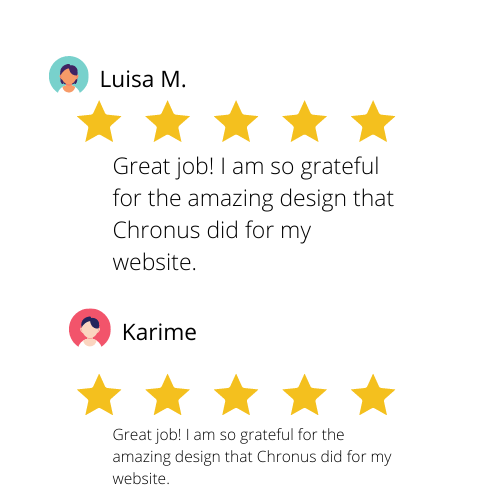 Luisa M.
Great job! I am so grateful
for the amazing design that
Chronus did for my
website.
Karime
Great job! I am so grateful for the
amazing design that Chronus did for my
website.